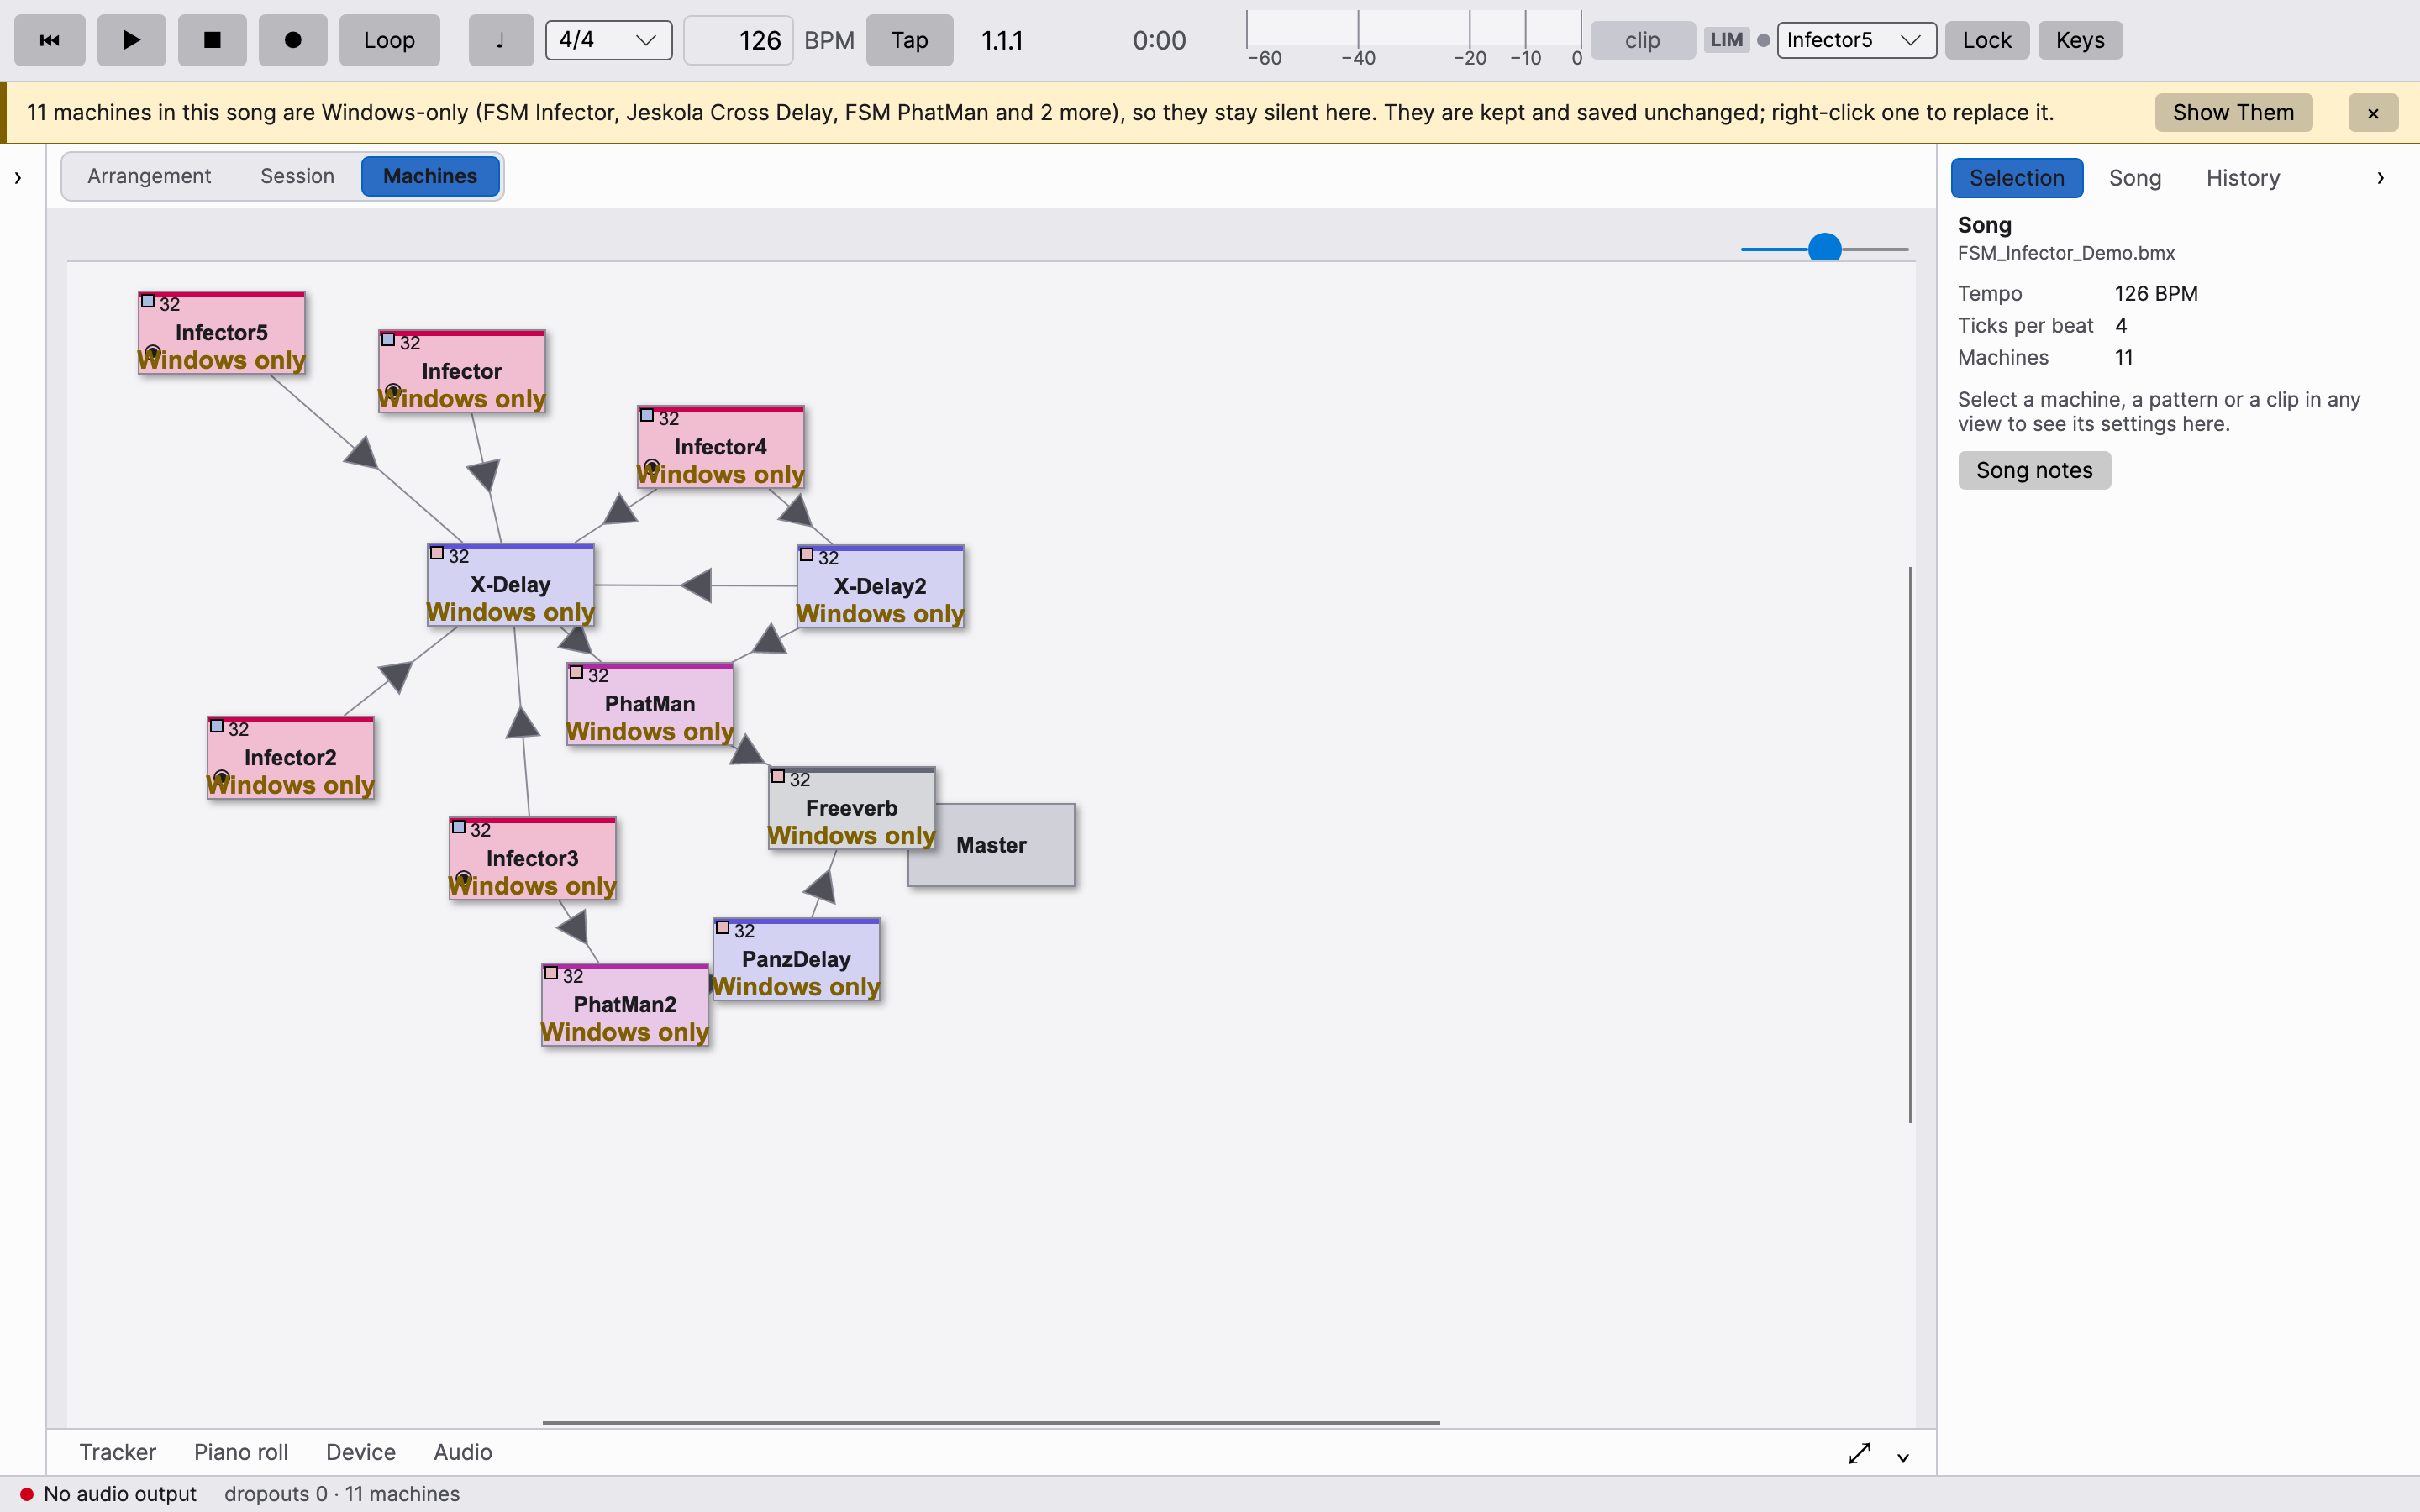 Loop
4/4
126 BPM
Tap
1.1.1
0:00
−60 −40 −20 −10 0
clip
LIM
Infector5
Lock
Keys
11 machines in this song are Windows-only (FSM Infector, Jeskola Cross Delay, FSM PhatMan and 2 more), so they stay silent here. They are kept and saved unchanged; right-click one to replace it.
Show Them
Arrangement
Session
Machines
Selection
Song
History
Song
FSM_Infector_Demo.bmx
Tempo 126 BPM
Ticks per beat 4
Machines 11
Select a machine, a pattern or a clip in any
view to see its settings here.
Song notes
32
Infector5
Windows only
32
Infector
Windows only
32
Infector4
Windows only
32
X-Delay
Windows only
32
X-Delay2
Windows only
32
PhatMan
Windows only
32
Infector2
Windows only
32
Freeverb
Windows only
Master
32
Infector3
Windows only
32
PanzDelay
Windows only
32
PhatMan2
Windows only
Tracker
Piano roll
Device
Audio
No audio output
dropouts 0 · 11 machines